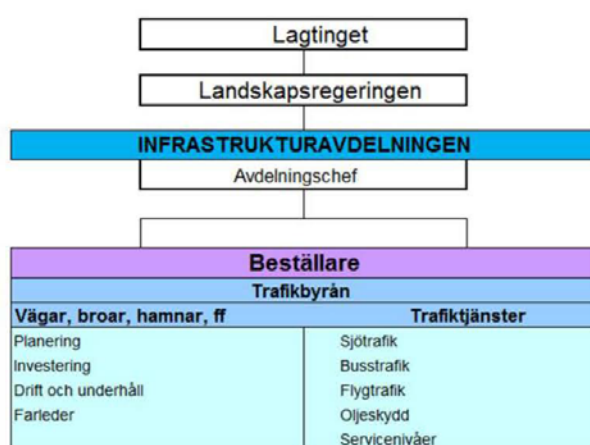 Lagtinget
Landskapsregeringen
INFRASTRUKTURAVDELNINGEN
Avdelningschef
Beställare
Trafikbyrån
Vägar, broar, hamnar, ff
Planering
Investering
Drift och underhåll
Farleder
Trafiktjänster
Sjötrafik
Busstrafik
Flygtrafik
Oljeskydd
Servicenivåer